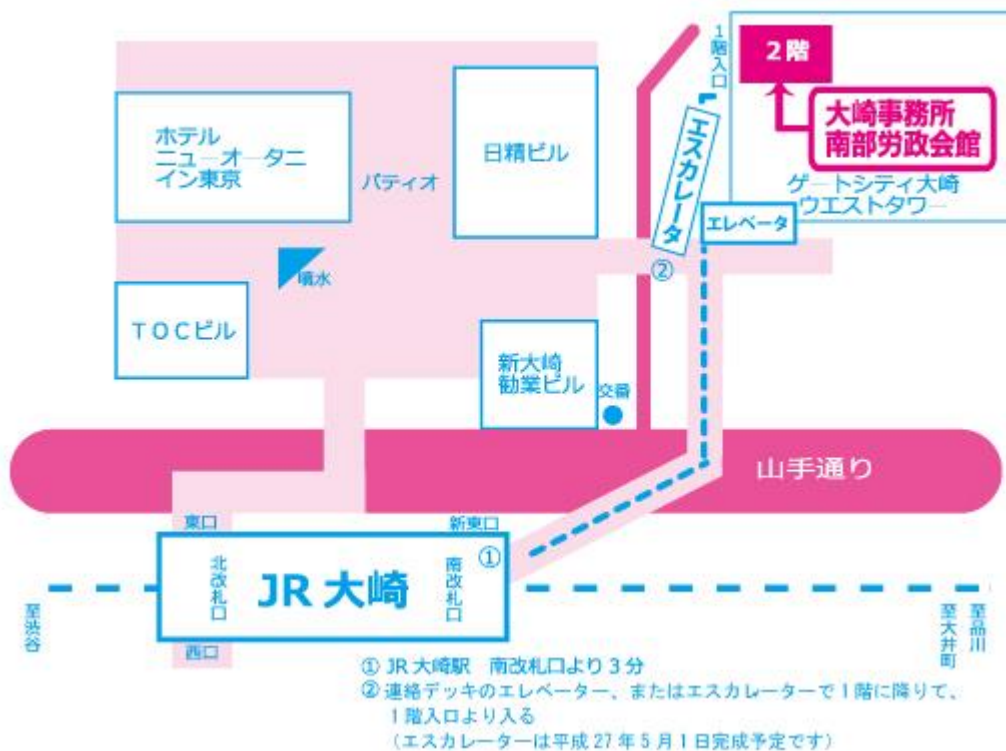 1階入口
2階
大崎事務所
南部労政会館
ゲートシティ大崎
ウエストタワー
エスカレータ
エレベータ
②
ホテル
ニューオータニ
イン東京
パティオ
日精ビル
噴水
TOCビル
新大崎
勧業ビル
交番
山手通り
東口
新東口
①
北改札口
JR 大崎
南改札口
西口
至渋谷
至大井町
至品川
① JR 大崎駅 南改札口より3分
② 連絡デッキのエレベーター、またはエスカレーターで1階に降りて、
1階入口より入る
(エスカレーターは平成27年5月1日完成予定です)